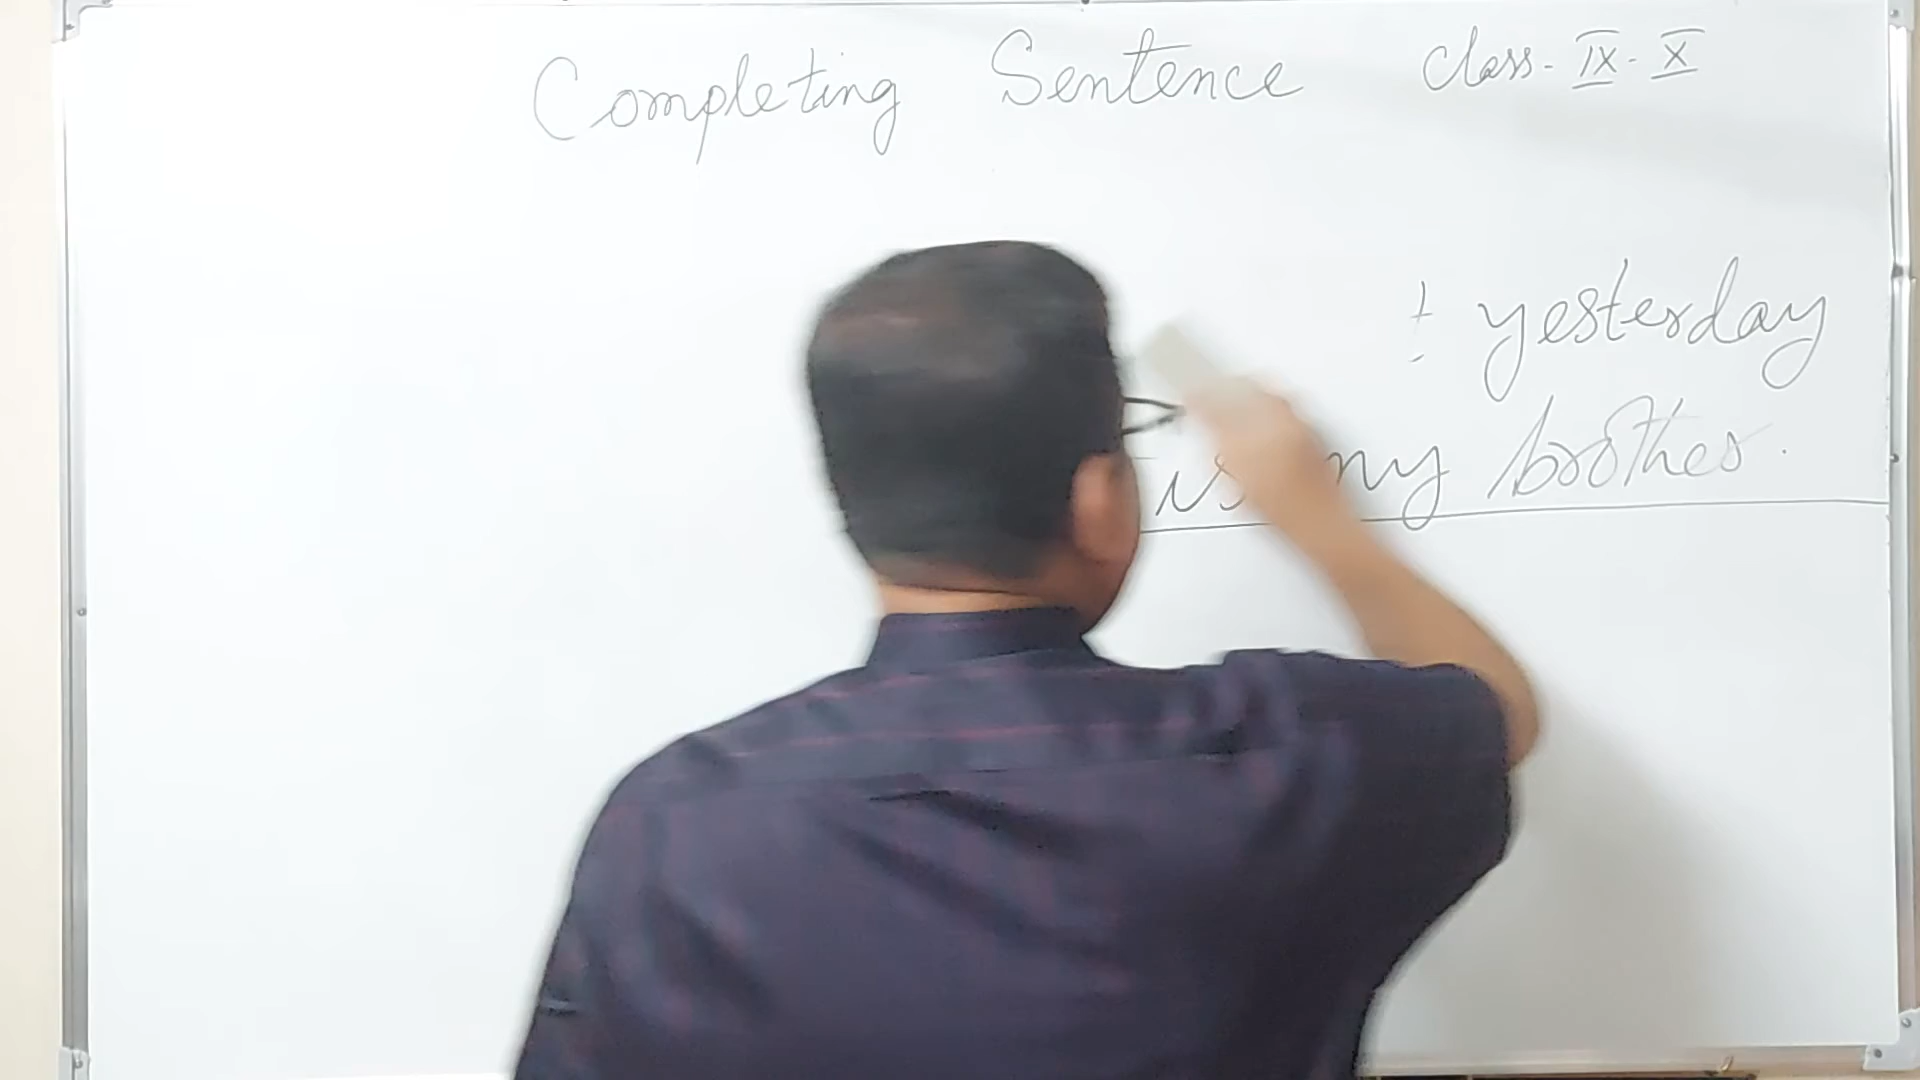 Completing Sentence Class - IX - X
yesterday
is my brother.